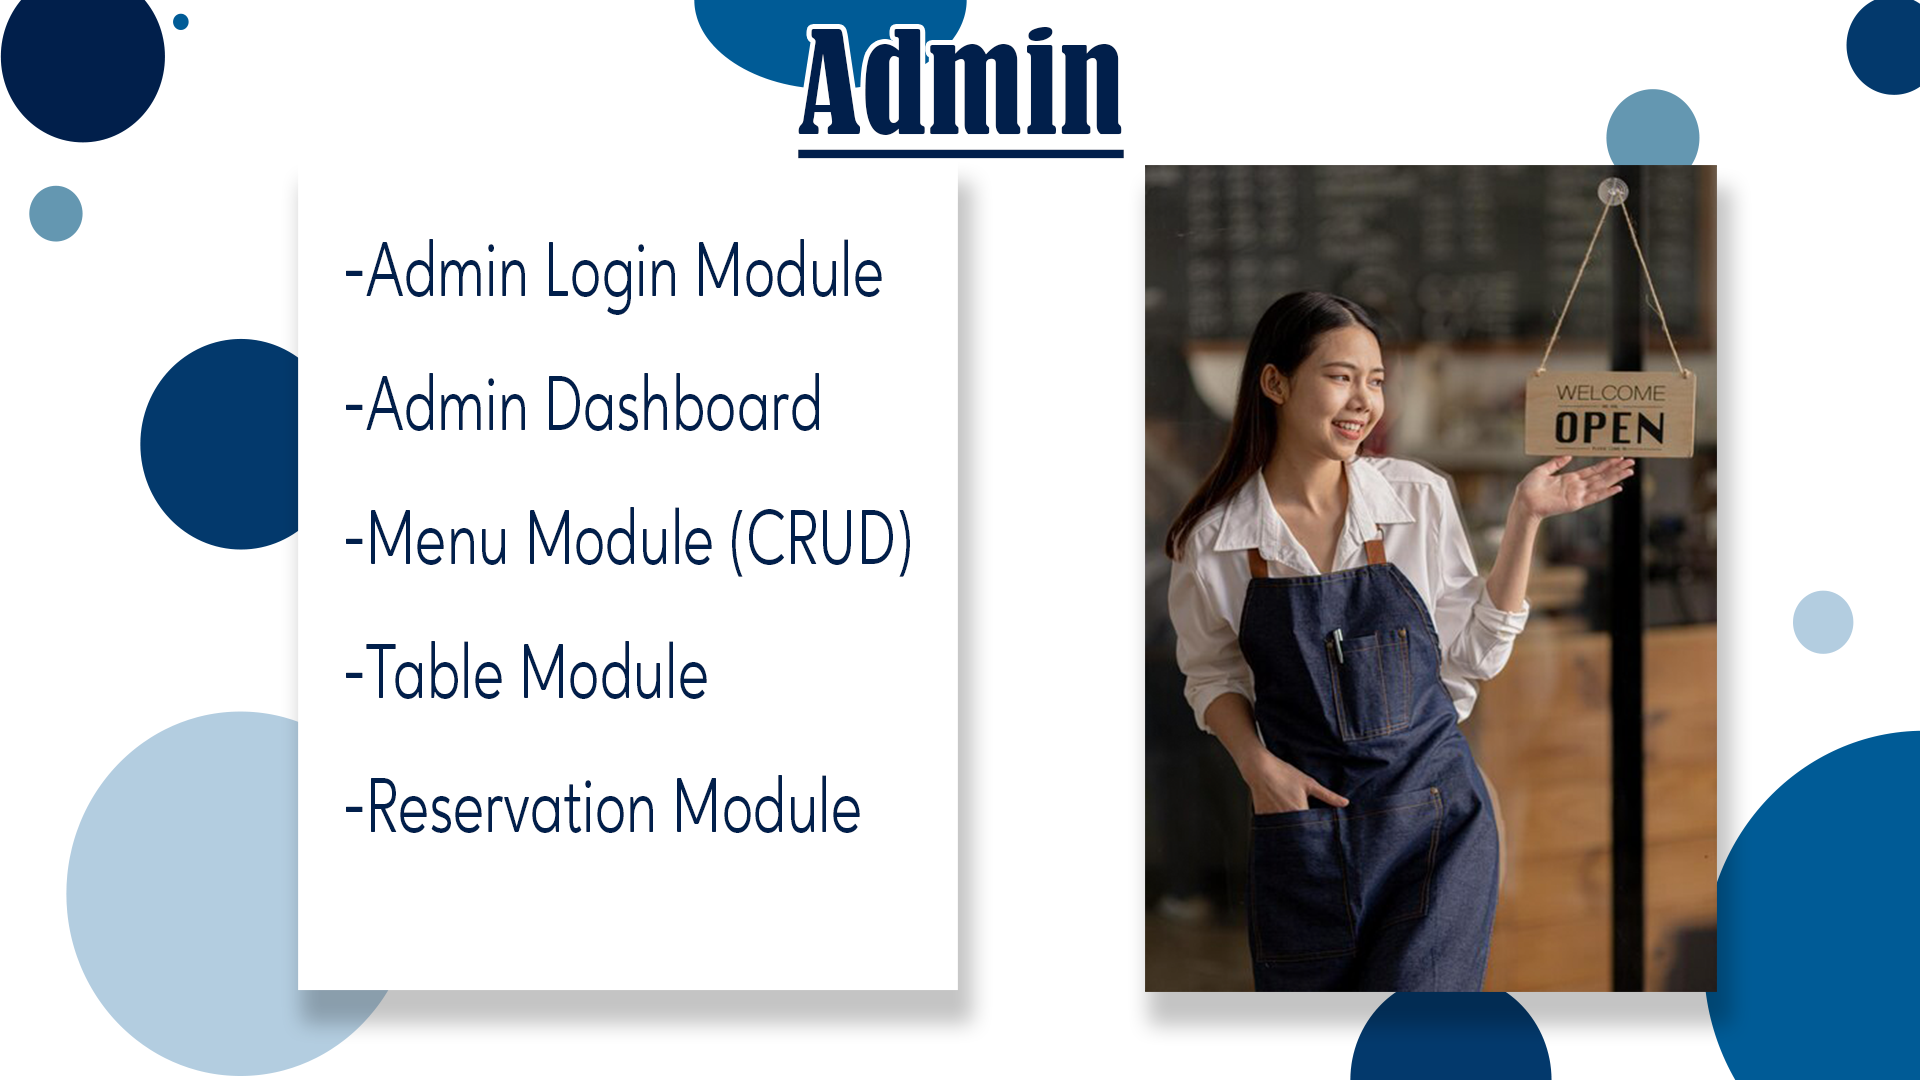 Admin
-Admin Login Module
-Admin Dashboard
-Menu Module (CRUD)
-Table Module
-Reservation Module
WELCOME
OPEN